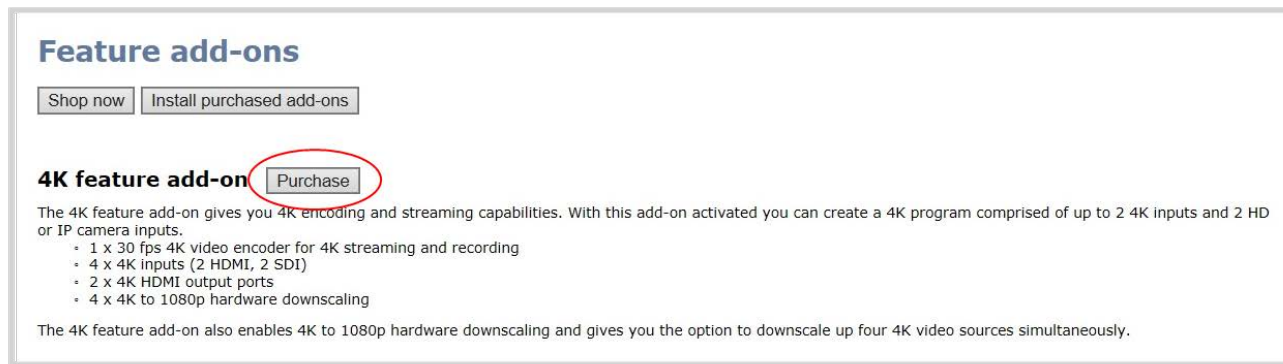 Feature add-ons
Shop now Install purchased add-ons
4K feature add-on Purchase
The 4K feature add-on gives you 4K encoding and streaming capabilities. With this add-on activated you can create a 4K program comprised of up to 2 4K inputs and 2 HD
or IP camera inputs.
◦ 1 x 30 fps 4K video encoder for 4K streaming and recording
◦ 4 x 4K inputs (2 HDMI, 2 SDI)
◦ 2 x 4K HDMI output ports
◦ 4 x 4K to 1080p hardware downscaling
The 4K feature add-on also enables 4K to 1080p hardware downscaling and gives you the option to downscale up four 4K video sources simultaneously.